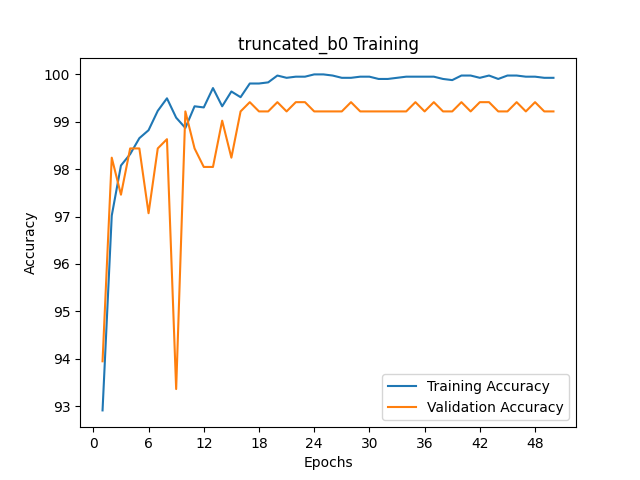 truncated_b0 Training
100
99
98
97
96
95
94
93
Accuracy
Training Accuracy
Validation Accuracy
0 6 12 18 24 30 36 42 48
Epochs